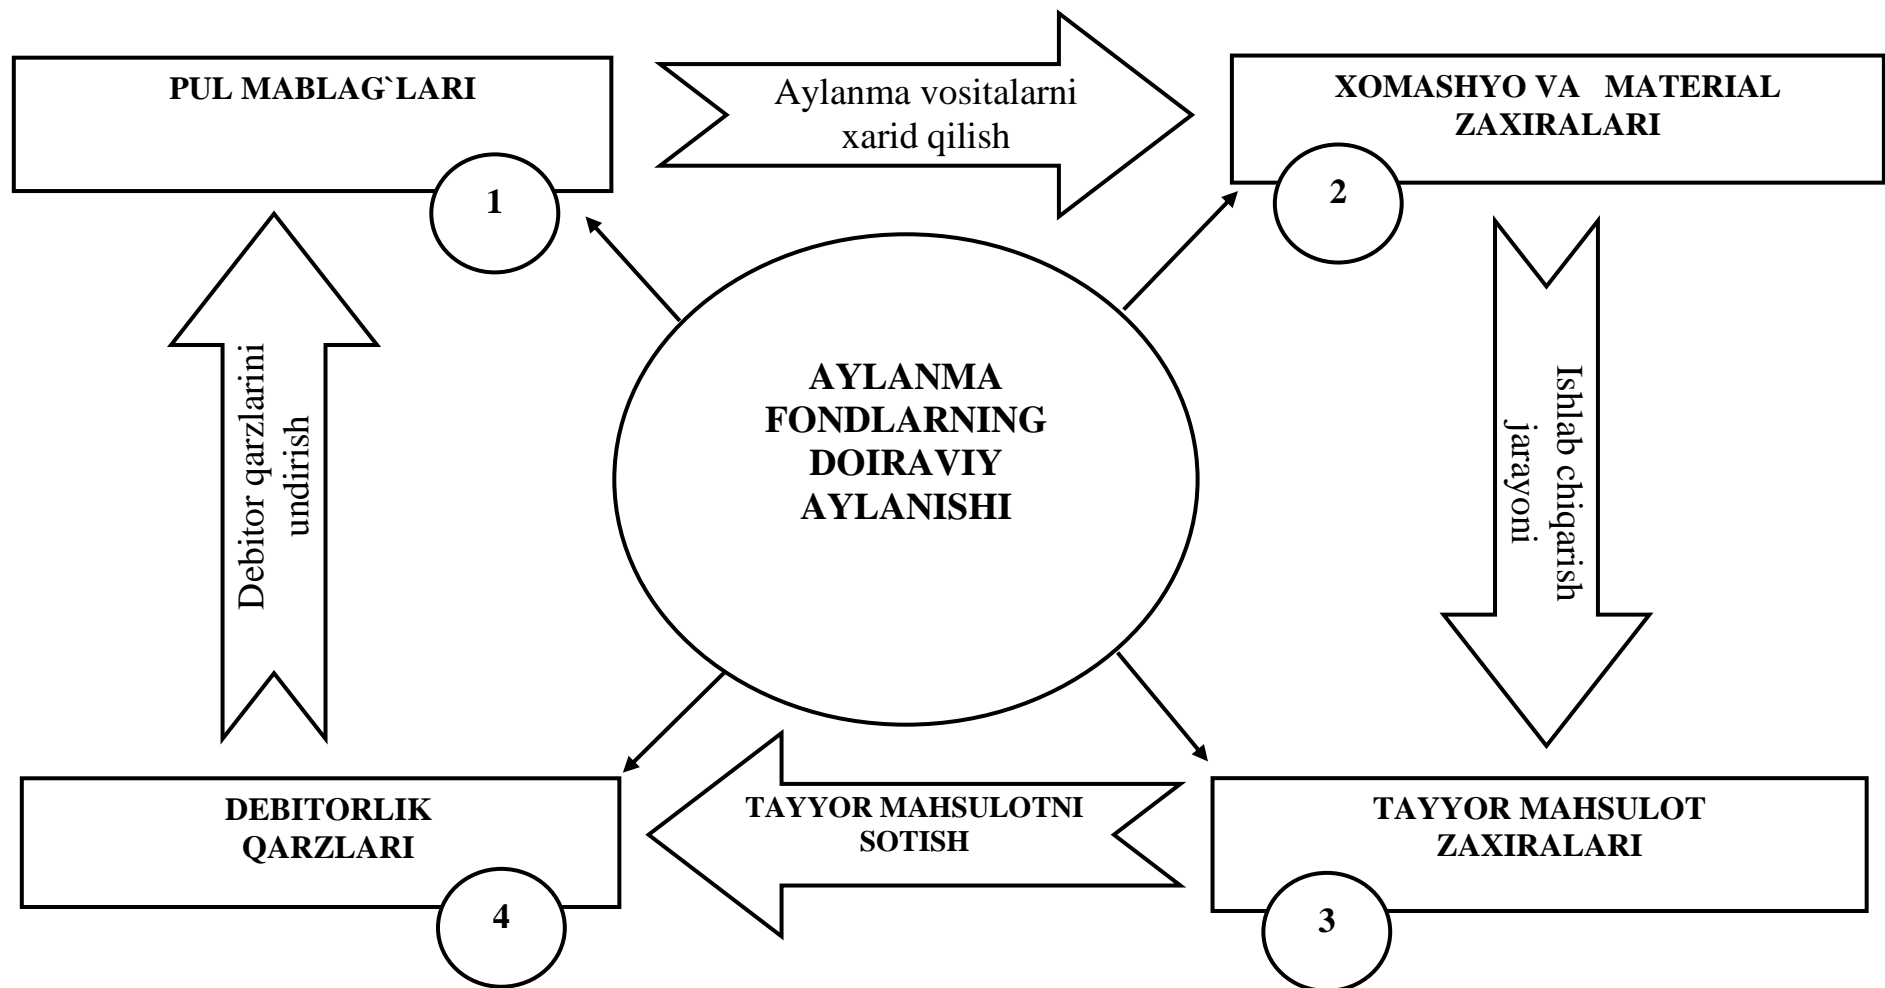 PUL MABLAG`LARI
1
Aylanma vositalarni
xarid qilish
XOMASHYO VA MATERIAL
ZAXIRALARI
2
Debitor qarzlarini
undirish
AYLANMA
FONDLARNING
DOIRAVIY
AYLANISHI
Ishlab chiqarish
jarayoni
DEBITORLIK
QARZLARI
4
TAYYOR MAHSULOTNI
SOTISH
TAYYOR MAHSULOT
ZAXIRALARI
3